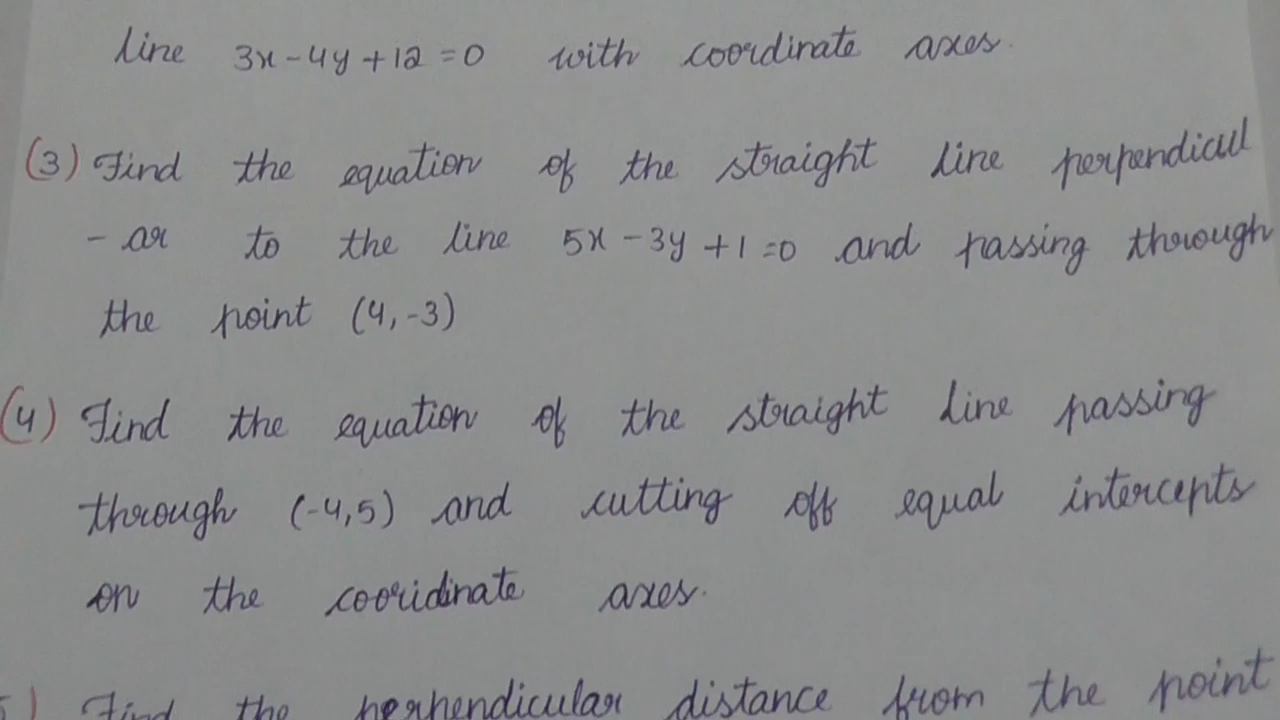 line 3x-4y+12=0 with coordinate axes.
(3) Find the equation of the straight line perpendicul
-ar to the line 5x-3y+1=0 and passing through
the point (4,-3)
(4) Find the equation of the straight line passing
through (-4,5) and cutting off equal intercepts
on the cooridinate axes.
Find the perpendicular distance from the point